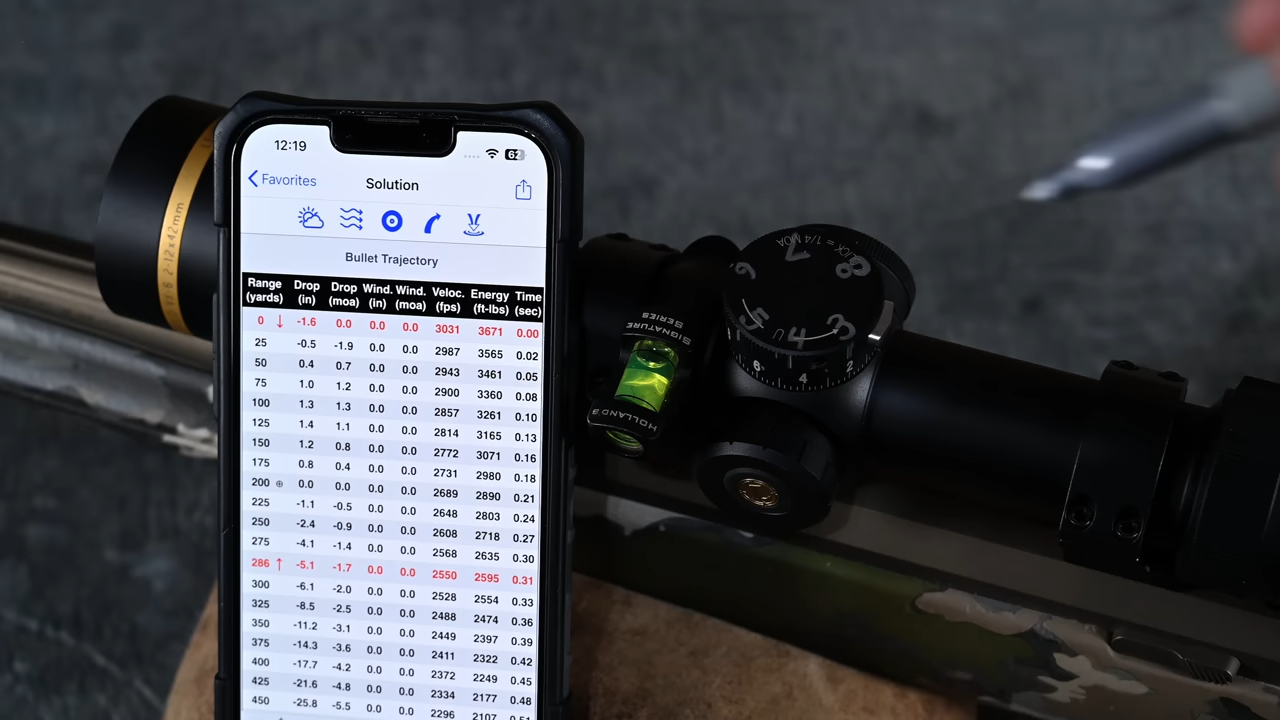 12:19
62
Favorites
Solution
Bullet Trajectory
Range (yards) Drop (in) Drop (moa) Wind. (in) Wind. (moa) Veloc. (fps) Energy (ft-lbs) Time (sec)
0 ↓ -1.6 0.0 0.0 0.0 3031 3671 0.00
25 -0.5 -1.9 0.0 0.0 2987 3565 0.02
50 0.4 0.7 0.0 0.0 2943 3461 0.05
75 1.0 1.2 0.0 0.0 2900 3360 0.08
100 1.3 1.3 0.0 0.0 2857 3261 0.10
125 1.4 1.1 0.0 0.0 2814 3165 0.13
150 1.2 0.8 0.0 0.0 2772 3071 0.16
175 0.8 0.4 0.0 0.0 2731 2980 0.18
200 ⊕ 0.0 0.0 0.0 0.0 2689 2890 0.21
225 -1.1 -0.5 0.0 0.0 2648 2803 0.24
250 -2.4 -0.9 0.0 0.0 2608 2718 0.27
275 -4.1 -1.4 0.0 0.0 2568 2635 0.30
286 ↑ -5.1 -1.7 0.0 0.0 2550 2595 0.31
300 -6.1 -2.0 0.0 0.0 2528 2554 0.33
325 -8.5 -2.5 0.0 0.0 2488 2474 0.36
350 -11.2 -3.1 0.0 0.0 2449 2397 0.39
375 -14.3 -3.6 0.0 0.0 2411 2322 0.42
400 -17.7 -4.2 0.0 0.0 2372 2249 0.45
425 -21.6 -4.8 0.0 0.0 2334 2177 0.48
450 -25.8 -5.5 0.0 0.0 2296 2107
2-12x42mm
SIGNATURE
SERIES
HOLLAND'S
= 1/4 MOA
3 4 5 6 7 8
U
6 4 2